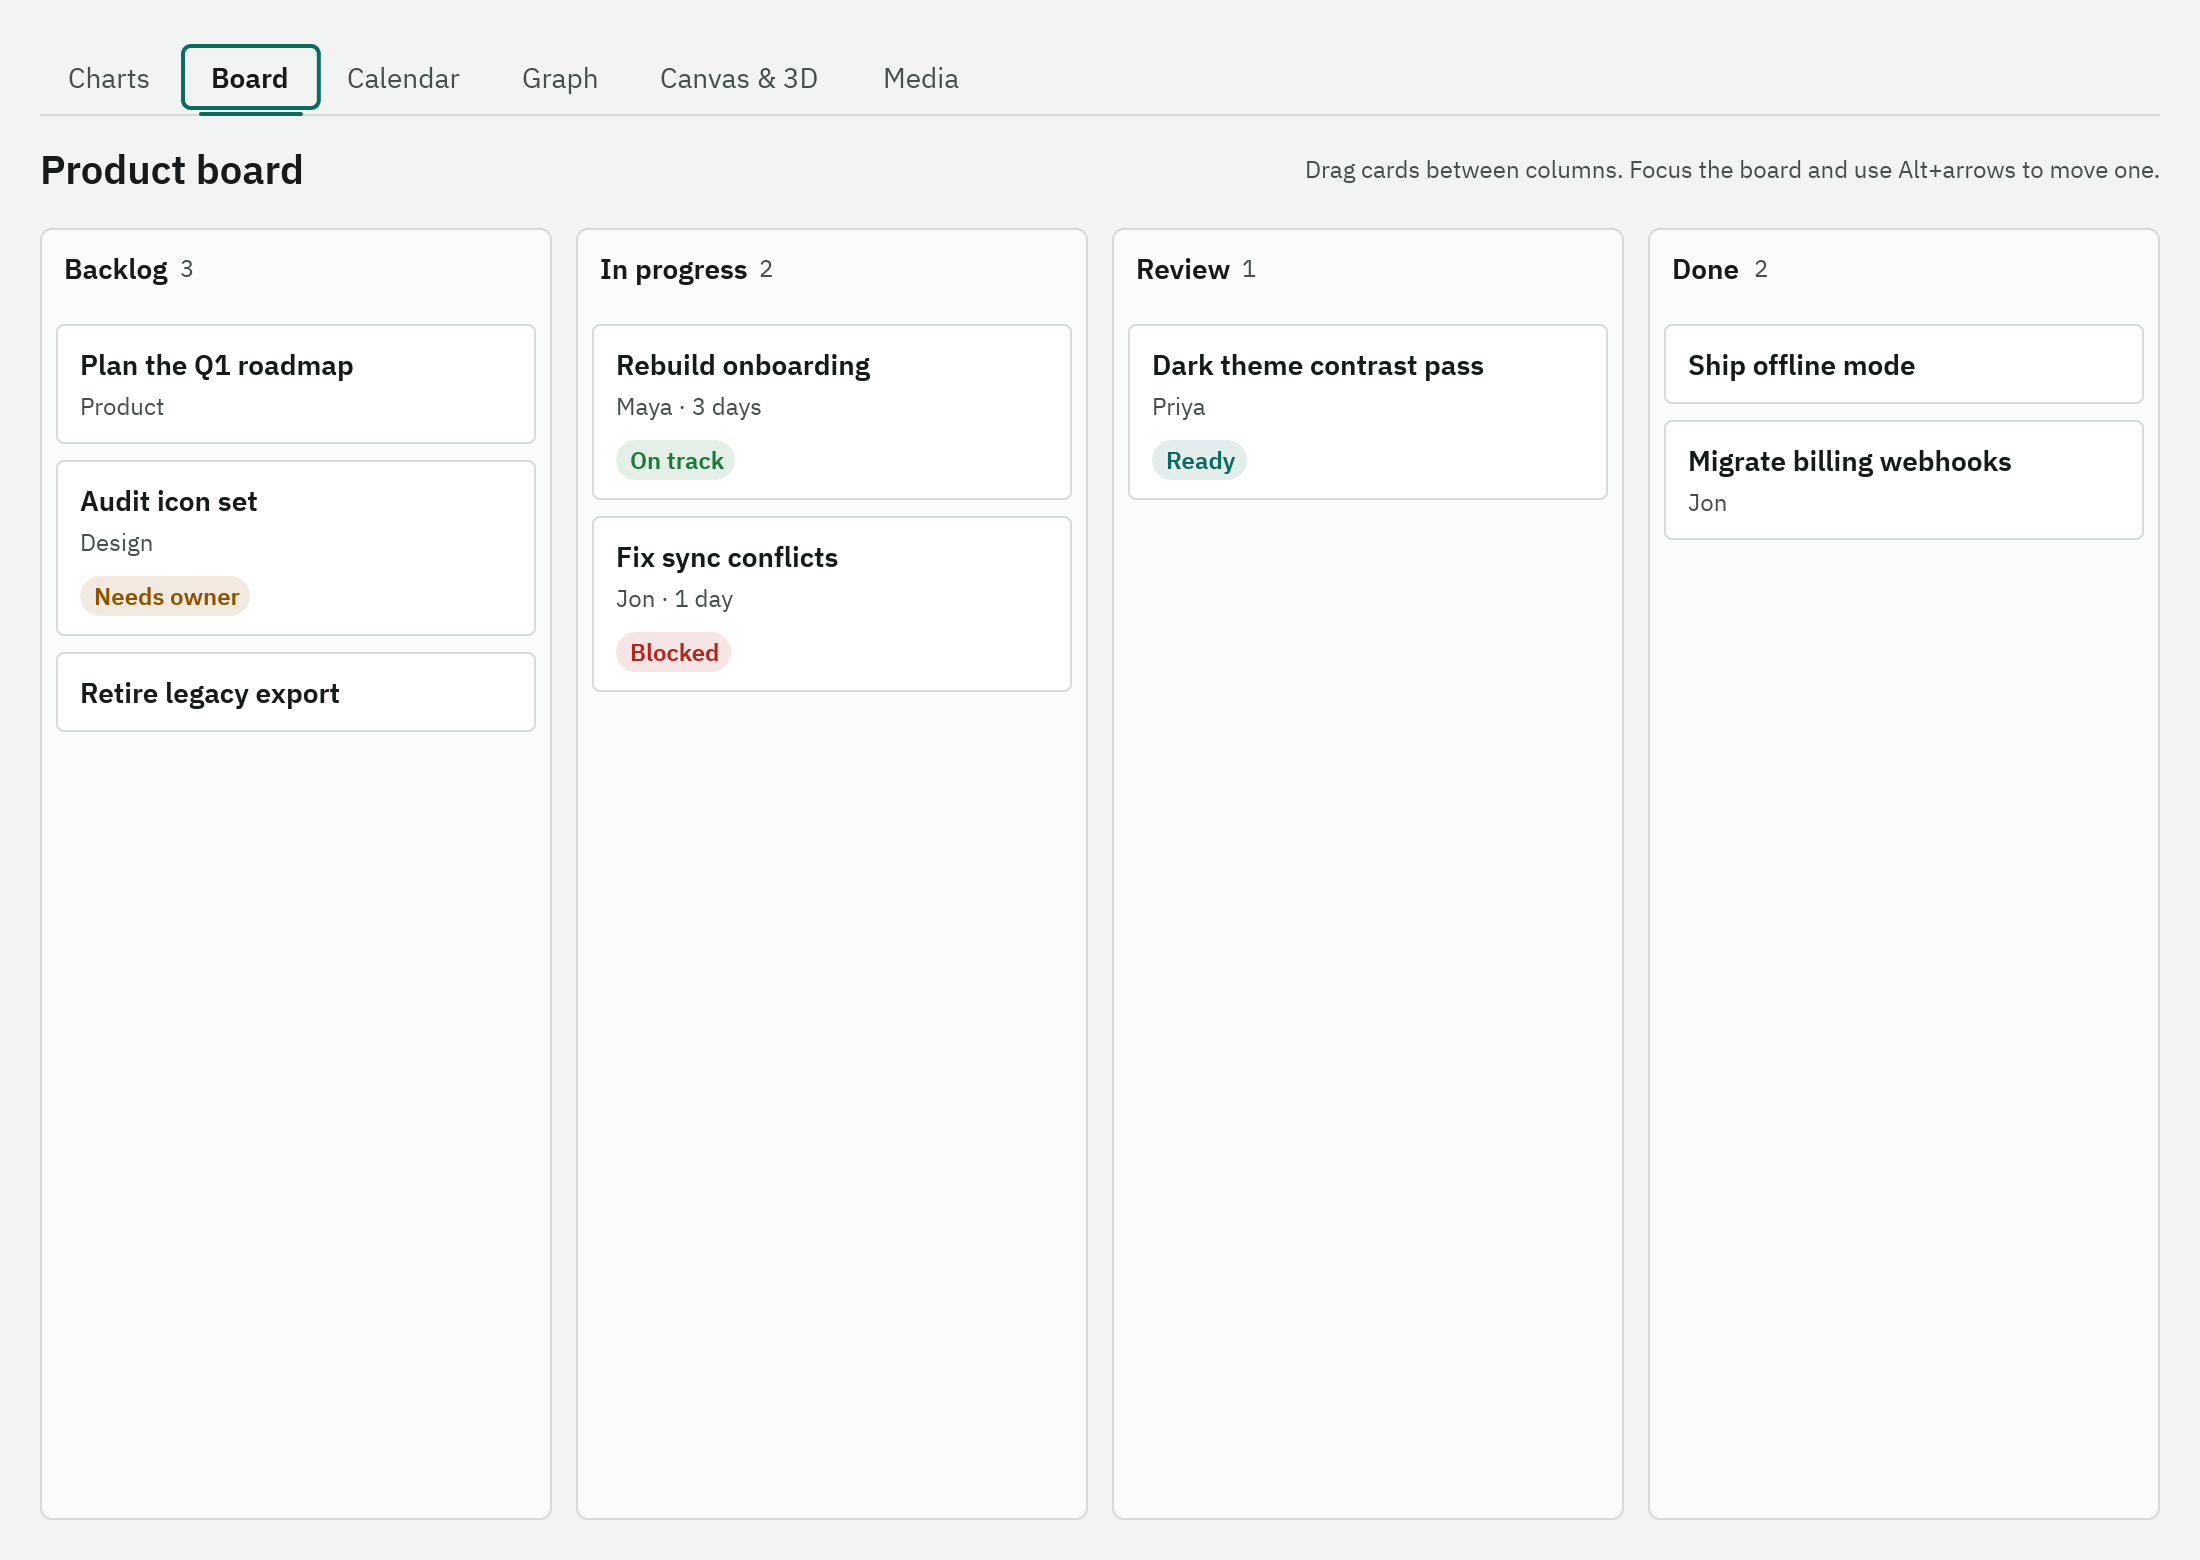 Charts
Board
Calendar
Graph
Canvas & 3D
Media
Product board
Drag cards between columns. Focus the board and use Alt+arrows to move one.
Backlog 3
Plan the Q1 roadmap
Product
Audit icon set
Design
Needs owner
Retire legacy export
In progress 2
Rebuild onboarding
Maya · 3 days
On track
Fix sync conflicts
Jon · 1 day
Blocked
Review 1
Dark theme contrast pass
Priya
Ready
Done 2
Ship offline mode
Migrate billing webhooks
Jon